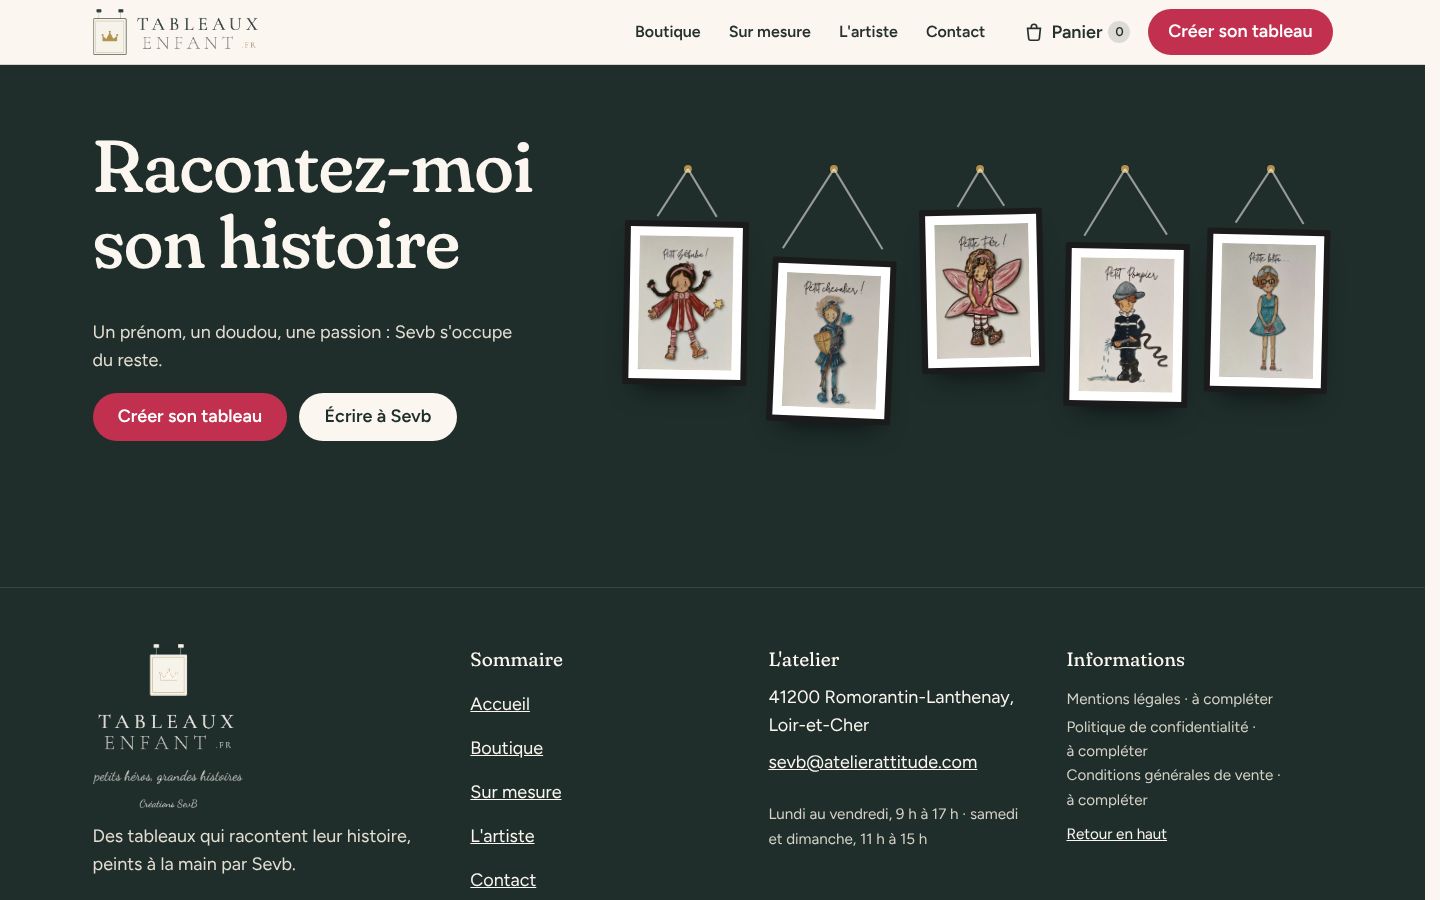 TABLEAUX
ENFANT .FR
Boutique
Sur mesure
L'artiste
Contact
Panier 0
Créer son tableau
Racontez-moi
son histoire
Un prénom, un doudou, une passion : Sevb s'occupe
du reste.
Créer son tableau
Écrire à Sevb
Petit chevalier !
Petite Fée !
Petit Pompier
TABLEAUX
ENFANT .FR
petits héros, grandes histoires
Créations SevB
Des tableaux qui racontent leur histoire,
peints à la main par Sevb.
Sommaire
Accueil
Boutique
Sur mesure
L'artiste
Contact
L'atelier
41200 Romorantin-Lanthenay,
Loir-et-Cher
sevb@atelierattitude.com
Lundi au vendredi, 9 h à 17 h · samedi
et dimanche, 11 h à 15 h
Informations
Mentions légales · à compléter
Politique de confidentialité ·
à compléter
Conditions générales de vente ·
à compléter
Retour en haut